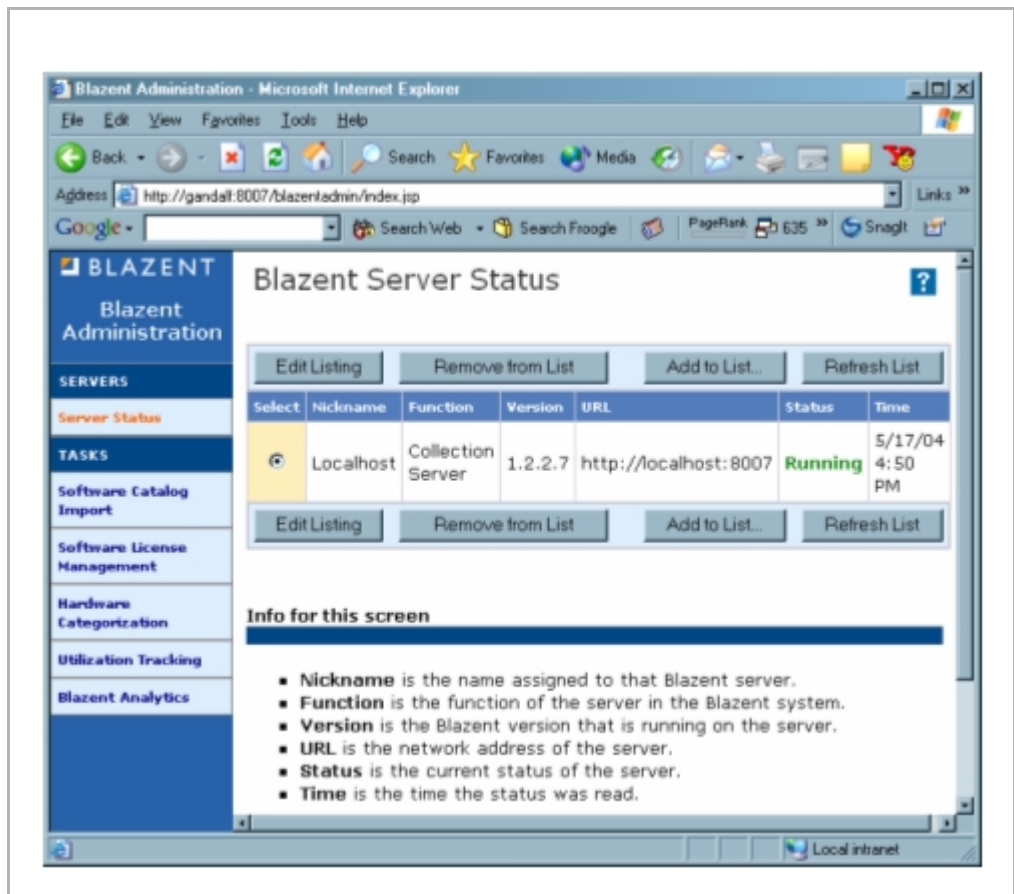 Blazent Administration - Microsoft Internet Explorer
File Edit View Favorites Tools Help
Back Search Favorites Media
Address http://gandalf:8007/blazentadmin/index.jsp Links »
Google Search Web Search Froogle PageRank 635 » SnagIt
BLAZENT
Blazent
Administration
SERVERS
Server Status
TASKS
Software Catalog
Import
Software License
Management
Hardware
Categorization
Utilization Tracking
Blazent Analytics
Blazent Server Status
?
Edit Listing Remove from List Add to List... Refresh List
Select Nickname Function Version URL Status Time
Localhost Collection Server 1.2.2.7 http://localhost:8007 Running 5/17/04 4:50 PM
Edit Listing Remove from List Add to List... Refresh List
Info for this screen
Nickname is the name assigned to that Blazent server.
Function is the function of the server in the Blazent system.
Version is the Blazent version that is running on the server.
URL is the network address of the server.
Status is the current status of the server.
Time is the time the status was read.
Local intranet